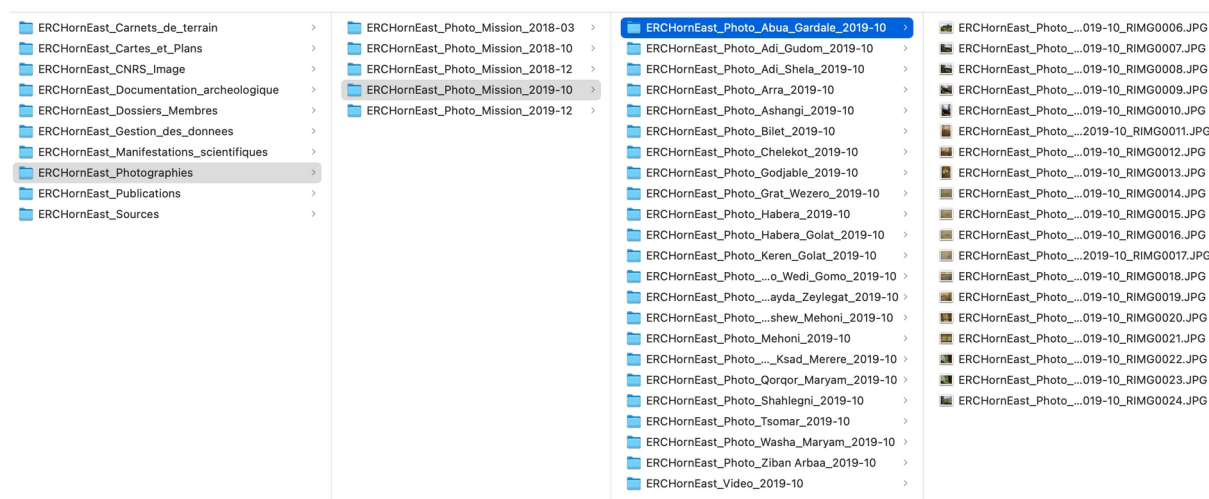 ERCHornEast_Carnets_de_terrain
ERCHornEast_Cartes_et_Plans
ERCHornEast_CNRS_Image
ERCHornEast_Documentation_archeologique
ERCHornEast_Dossiers_Membres
ERCHornEast_Gestion_des_donnees
ERCHornEast_Manifestations_scientifiques
ERCHornEast_Photographies
ERCHornEast_Publications
ERCHornEast_Sources
ERCHornEast_Photo_Mission_2018-03
ERCHornEast_Photo_Mission_2018-10
ERCHornEast_Photo_Mission_2018-12
ERCHornEast_Photo_Mission_2019-10
ERCHornEast_Photo_Mission_2019-12
ERCHornEast_Photo_Abua_Gardale_2019-10
ERCHornEast_Photo_Adi_Gudom_2019-10
ERCHornEast_Photo_Adi_Shela_2019-10
ERCHornEast_Photo_Arra_2019-10
ERCHornEast_Photo_Ashangi_2019-10
ERCHornEast_Photo_Bilet_2019-10
ERCHornEast_Photo_Chelekot_2019-10
ERCHornEast_Photo_Godjable_2019-10
ERCHornEast_Photo_Grat_Wezero_2019-10
ERCHornEast_Photo_Habera_2019-10
ERCHornEast_Photo_Habera_Golat_2019-10
ERCHornEast_Photo_Keren_Golat_2019-10
ERCHornEast_Photo_...o_Wedi_Gomo_2019-10
ERCHornEast_Photo_...ayda_Zeylegat_2019-10
ERCHornEast_Photo_...shew_Mehoni_2019-10
ERCHornEast_Photo_Mehoni_2019-10
ERCHornEast_Photo_..._Ksad_Merere_2019-10
ERCHornEast_Photo_Qorqor_Maryam_2019-10
ERCHornEast_Photo_Shahlegni_2019-10
ERCHornEast_Photo_Tsomar_2019-10
ERCHornEast_Photo_Washa_Maryam_2019-10
ERCHornEast_Photo_Ziban Arbaa_2019-10
ERCHornEast_Video_2019-10
ERCHornEast_Photo_...019-10_RIMG0006.JPG
ERCHornEast_Photo_...019-10_RIMG0007.JPG
ERCHornEast_Photo_...019-10_RIMG0008.JPG
ERCHornEast_Photo_...019-10_RIMG0009.JPG
ERCHornEast_Photo_...019-10_RIMG0010.JPG
ERCHornEast_Photo_...2019-10_RIMG0011.JPG
ERCHornEast_Photo_...019-10_RIMG0012.JPG
ERCHornEast_Photo_...019-10_RIMG0013.JPG
ERCHornEast_Photo_...019-10_RIMG0014.JPG
ERCHornEast_Photo_...019-10_RIMG0015.JPG
ERCHornEast_Photo_...019-10_RIMG0016.JPG
ERCHornEast_Photo_...2019-10_RIMG0017.JPG
ERCHornEast_Photo_...019-10_RIMG0018.JPG
ERCHornEast_Photo_...019-10_RIMG0019.JPG
ERCHornEast_Photo_...019-10_RIMG0020.JPG
ERCHornEast_Photo_...019-10_RIMG0021.JPG
ERCHornEast_Photo_...019-10_RIMG0022.JPG
ERCHornEast_Photo_...019-10_RIMG0023.JPG
ERCHornEast_Photo_...019-10_RIMG0024.JPG